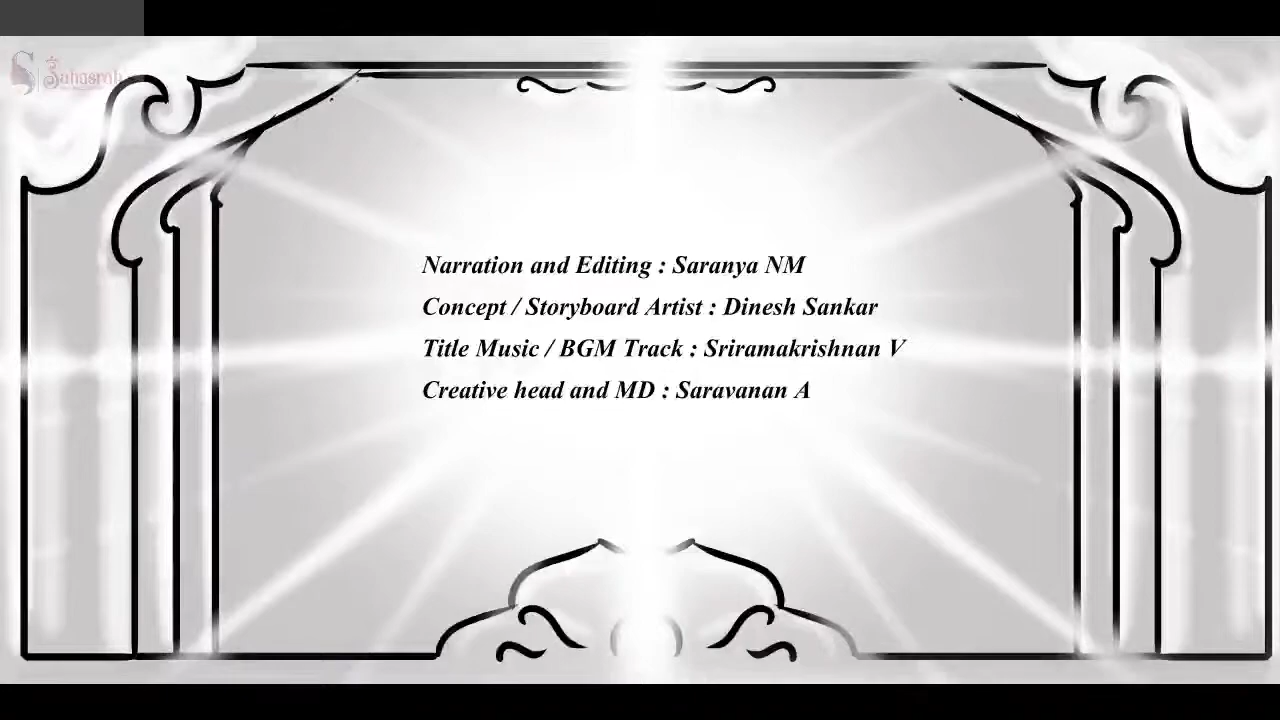 Sahasrah
Narration and Editing : Saranya NM
Concept / Storyboard Artist : Dinesh Sankar
Title Music / BGM Track : Sriramakrishnan V
Creative head and MD : Saravanan A